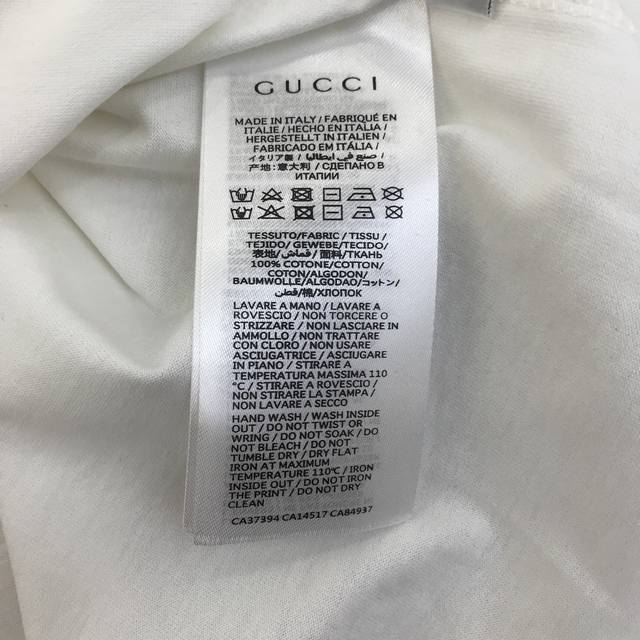 GUCCI
MADE IN ITALY / FABRIQUÉ EN
ITALIE / HECHO EN ITALIA /
HERGESTELLT IN ITALIEN /
FABRICADO EM ITÁLIA /
イタリア製 / صنع في ايطاليا /
产地: 意大利 / СДЕЛАНО В
ИТАЛИИ
TESSUTO/FABRIC / TISSU /
TEJIDO/ GEWEBE/TECIDO/
表地/قماش/ 面料/ТКАНЬ
100% COTONE/COTTON/
COTON/ALGODON/
BAUMWOLLE/ALGODAO/コットン/
قطن/棉/ХЛОПОК
LAVARE A MANO / LAVARE A
ROVESCIO / NON TORCERE O
STRIZZARE / NON LASCIARE IN
AMMOLLO / NON TRATTARE
CON CLORO / NON USARE
ASCIUGATRICE / ASCIUGARE
IN PIANO / STIRARE A
TEMPERATURA MASSIMA 110
°C / STIRARE A ROVESCIO /
NON STIRARE LA STAMPA /
NON LAVARE A SECCO
HAND WASH / WASH INSIDE
OUT / DO NOT TWIST OR
WRING / DO NOT SOAK / DO
NOT BLEACH / DO NOT
TUMBLE DRY / DRY FLAT
IRON AT MAXIMUM
TEMPERATURE 110°C / IRON
INSIDE OUT / DO NOT IRON
THE PRINT / DO NOT DRY
CLEAN
CA37394 CA14517 CA84937